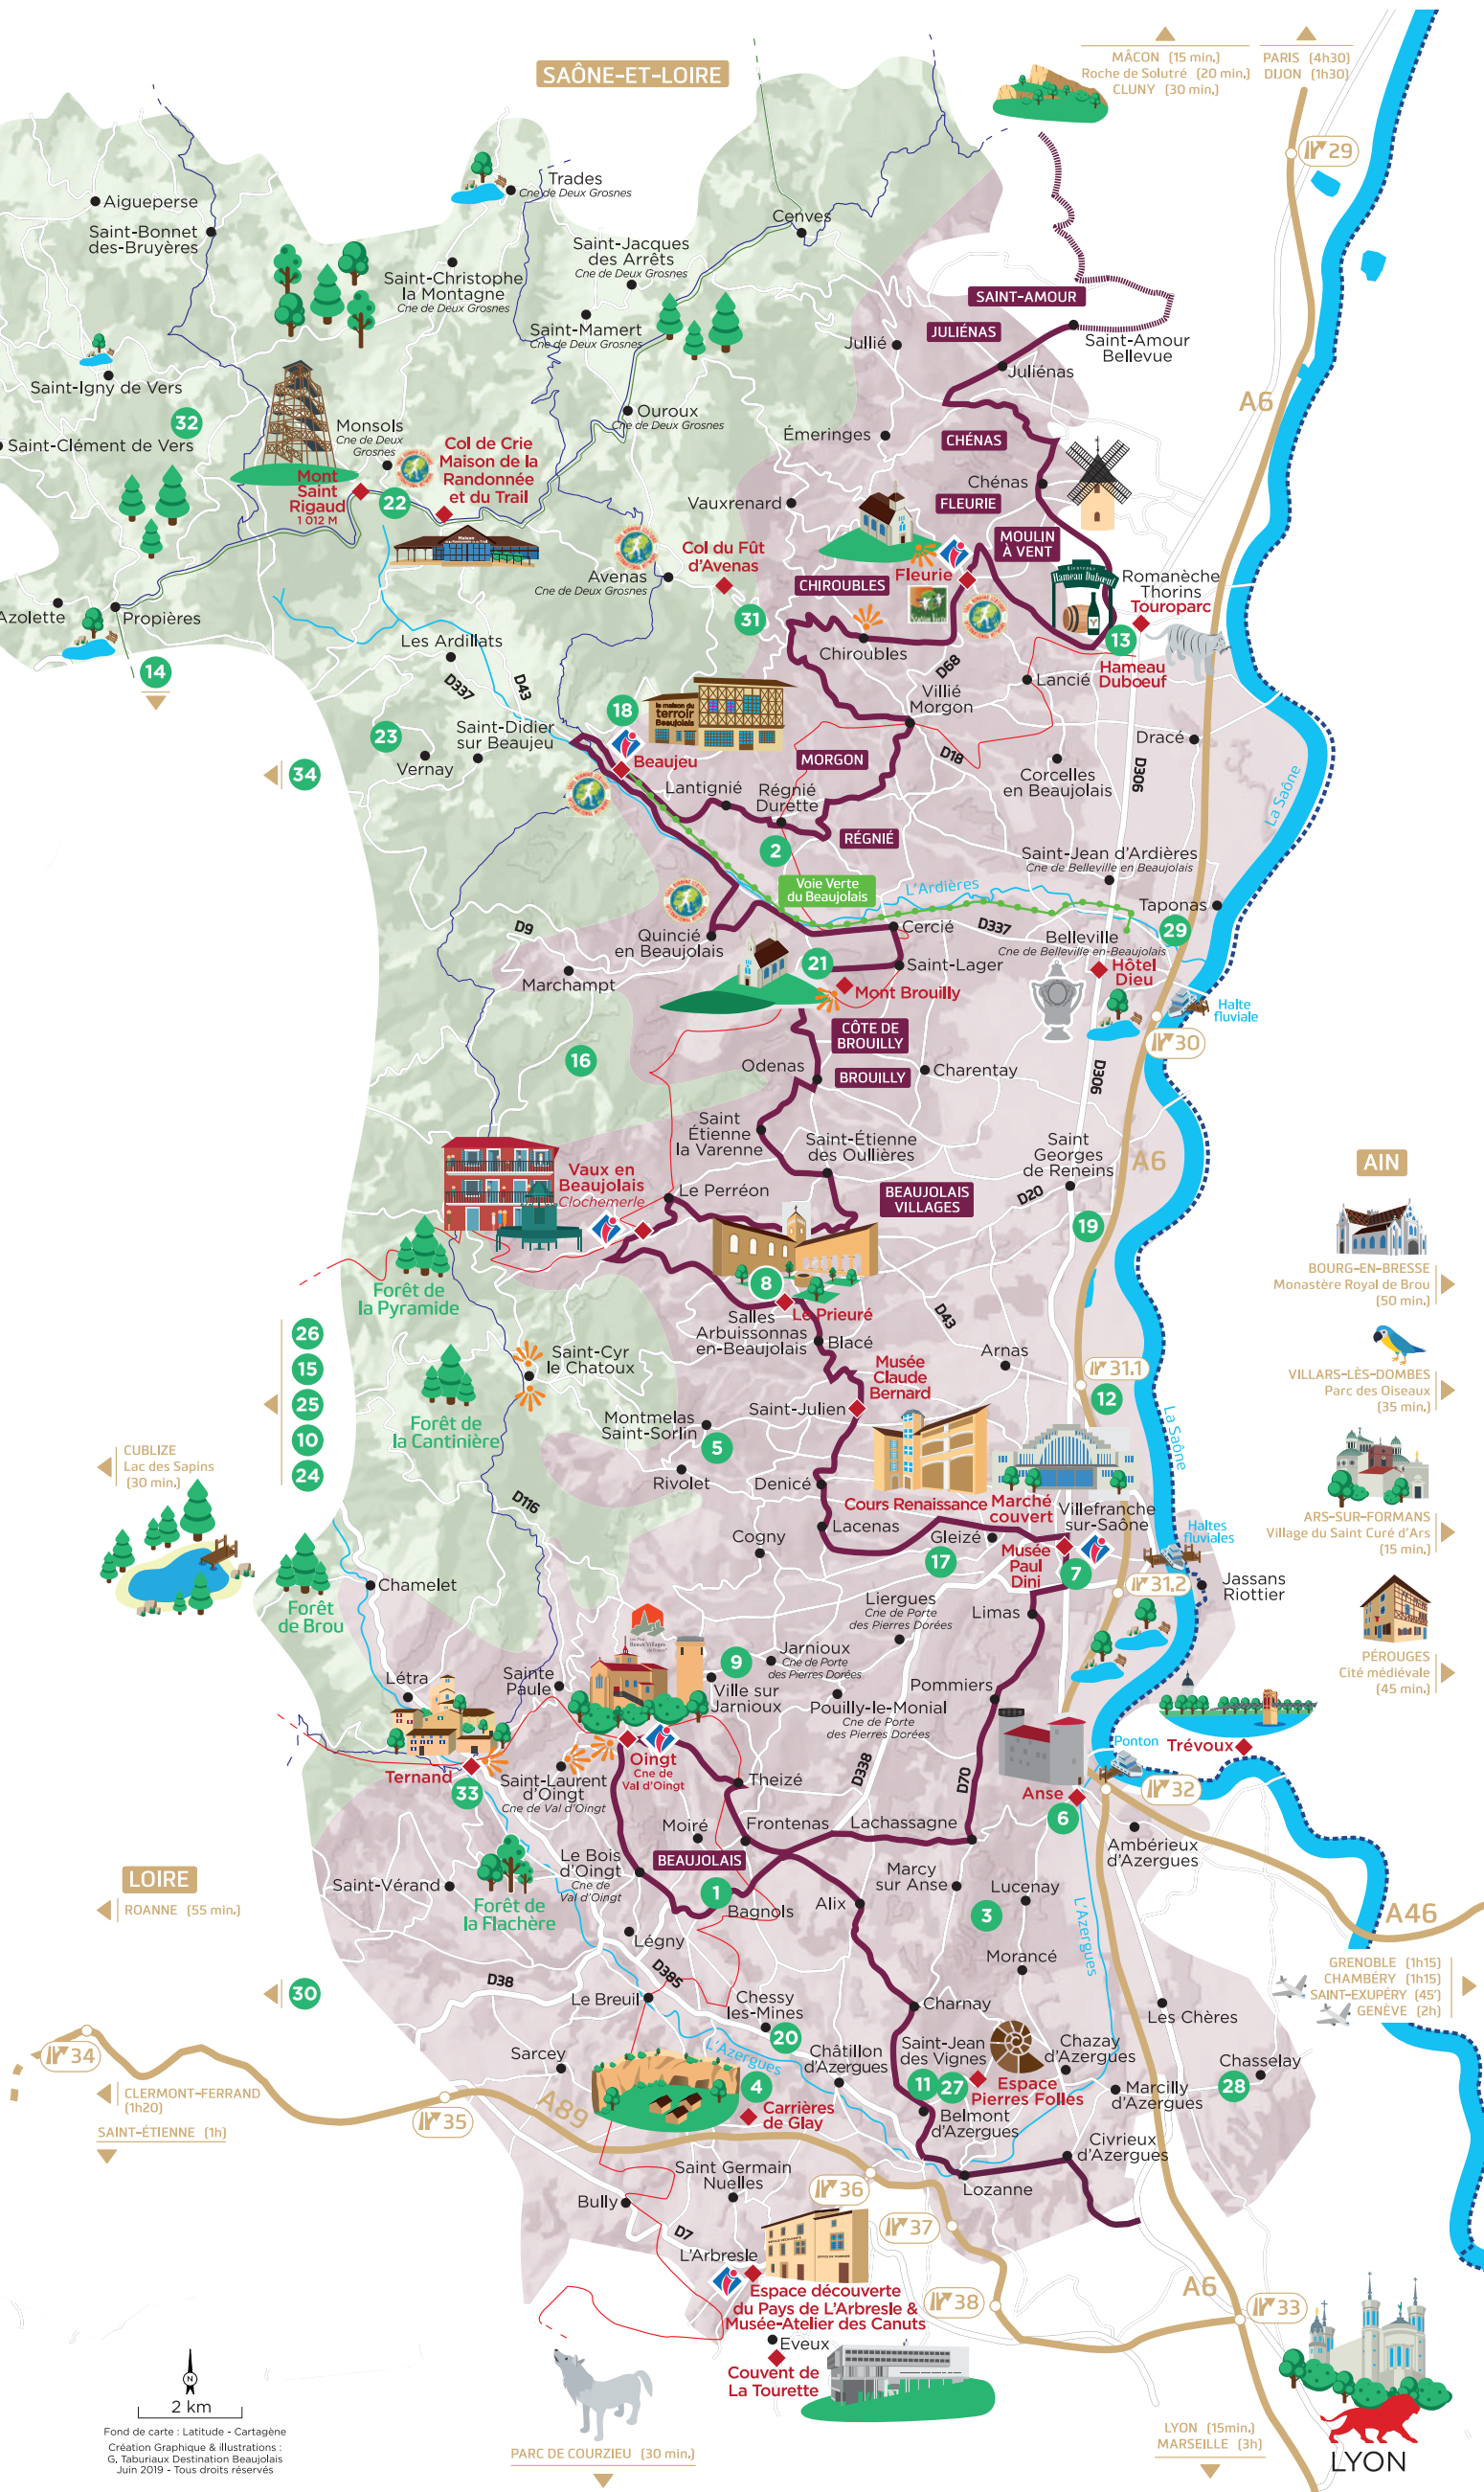 SAÔNE-ET-LOIRE
MÂCON (15 min.)
Roche de Solutré (20 min.)
CLUNY (30 min.)
PARIS (4h30)
DIJON (1h30)
29
Aigueperse
Saint-Bonnet
des-Bruyères
Trades
Cne de Deux Grosnes
Saint-Christophe
la Montagne
Cne de Deux Grosnes
Saint-Jacques
des Arrêts
Cne de Deux Grosnes
Cenves
Saint-Mamert
Cne de Deux Grosnes
SAINT-AMOUR
JULIÉNAS
Saint-Amour
Bellevue
Jullié
Juliénas
A6
Saint-Igny de Vers
32
Saint-Clément de Vers
Monsols
Cne de Deux
Grosnes
Ouroux
Cne de Deux Grosnes
Émeringes
CHÉNAS
Chénas
Mont
Saint
Rigaud
1 012 M
22
Col de Crie
Maison de la
Randonnée
et du Trail
Vauxrenard
FLEURIE
MOULIN
À VENT
Col du Fût
d'Avenas
Avenas
Cne de Deux Grosnes
31
CHIROUBLES
Fleurie
Hameau Dubœuf
Romanèche
Thorins
Touroparc
13
Hameau
Dubœuf
Azolette
Propières
14
Les Ardillats
D337
D43
Chiroubles
D68
Lancié
Villié
Morgon
18
la maison du
terroir
Beaujolais
Beaujeu
23
Vernay
Saint-Didier
sur Beaujeu
34
MORGON
D18
Dracé
D306
Corcelles
en Beaujolais
La Saône
Lantignié
Régnié
Durette
RÉGNIÉ
2
Saint-Jean d'Ardières
Cne de Belleville en Beaujolais
Voie Verte
du Beaujolais
L'Ardières
Taponas
29
D9
Quincié
en Beaujolais
Cercié
D337
Belleville
Cne de Belleville-en-Beaujolais
Hôtel
Dieu
Marchampt
21
Saint-Lager
Mont Brouilly
Halte
fluviale
30
CÔTE DE
BROUILLY
16
Odenas
BROUILLY
Charentay
D306
Saint
Étienne
la Varenne
Saint-Étienne
des Oullières
Saint
Georges
de Reneins
A6
D20
19
AIN
Vaux en
Beaujolais
Clochemerle
Le Perréon
BEAUJOLAIS
VILLAGES
BOURG-EN-BRESSE
Monastère Royal de Brou
(50 min.)
Forêt de
la Pyramide
8
Le Prieuré
Salles
Arbuissonnas
en-Beaujolais
Blacé
D43
Arnas
31.1
12
26
15
25
10
24
Saint-Cyr
le Chatoux
Musée
Claude
Bernard
Saint-Julien
VILLARS-LÈS-DOMBES
Parc des Oiseaux
(35 min.)
Forêt de
la Cantinière
Montmelas
Saint-Sorlin
5
Rivolet
La Saône
CUBLIZE
Lac des Sapins
(30 min.)
D116
Denicé
Cours Renaissance
Marché
couvert
Villefranche
sur-Saône
ARS-SUR-FORMANS
Village du Saint Curé d'Ars
(15 min.)
Lacenas
Cogny
Gleizé
17
Musée
Paul
Dini
7
Haltes
fluviales
31.2
Jassans
Riottier
Chamelet
Forêt
de Brou
Liergues
Cne de Porte
des Pierres Dorées
Limas
PÉROUGES
Cité médiévale
(45 min.)
Létra
Sainte
Paule
9
Ville sur
Jarnioux
Jarnioux
Cne de Porte
des Pierres Dorées
Pouilly-le-Monial
Cne de Porte
des Pierres Dorées
Pommiers
Ternand
33
Saint-Laurent
d'Oingt
Cne de Val d'Oingt
Oingt
Cne de
Val d'Oingt
Theizé
D338
D70
Anse
6
Ponton
Trévoux
32
Moiré
Frontenas
Lachassagne
Ambérieux
d'Azergues
LOIRE
ROANNE (55 min.)
Saint-Vérand
Forêt de
la Flachère
Le Bois
d'Oingt
Cne de
Val d'Oingt
BEAUJOLAIS
1
Bagnols
Alix
Marcy
sur Anse
Lucenay
3
L'Azergues
A46
Légny
Morancé
30
D38
D385
Le Breuil
Chessy
les-Mines
20
Charnay
Les Chères
GRENOBLE (1h15)
CHAMBÉRY (1h15)
SAINT-EXUPÉRY (45')
GENÈVE (2h)
34
CLERMONT-FERRAND
(1h20)
SAINT-ÉTIENNE (1h)
Sarcey
L'Azergues
Châtillon
d'Azergues
Saint-Jean
des Vignes
11
27
Espace
Pierres Folles
Chazay
d'Azergues
Marcilly
d'Azergues
Chasselay
28
35
A89
4
Carrières
de Glay
Belmont
d'Azergues
Civrieux
d'Azergues
Saint Germain
Nuelles
36
Lozanne
Bully
D7
37
L'Arbresle
Espace découverte
du Pays de L'Arbresle &
Musée-Atelier des Canuts
38
A6
33
Eveux
Couvent de
La Tourette
N
2 km
Fond de carte : Latitude - Cartagène
Création Graphique & illustrations :
G. Taburiaux Destination Beaujolais
Juin 2019 - Tous droits réservés
PARC DE COURZIEU (30 min.)
LYON (15min.)
MARSEILLE (3h)
LYON